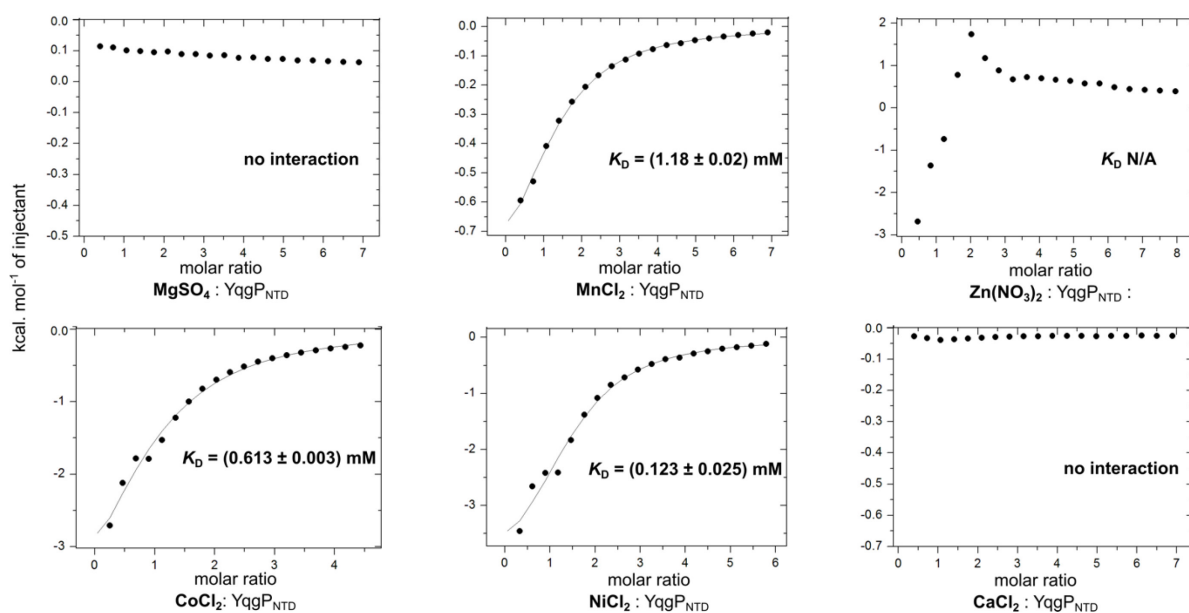 kcal. mol⁻¹ of injectant
0.0
0.1
0.0
-0.1
-0.2
-0.3
-0.4
-0.5
no interaction
0 1 2 3 4 5 6 7
molar ratio
MgSO₄ : YqgP_NTD
0.0
-0.1
-0.2
-0.3
-0.4
-0.5
-0.6
-0.7
K_D = (1.18 ± 0.02) mM
0 1 2 3 4 5 6 7
molar ratio
MnCl₂ : YqgP_NTD
2
1
0
-1
-2
-3
K_D N/A
0 1 2 3 4 5 6 7 8
molar ratio
Zn(NO₃)₂ : YqgP_NTD :
0.0
-1
-2
-3
K_D = (0.613 ± 0.003) mM
0 1 2 3 4
molar ratio
CoCl₂: YqgP_NTD
0.0
-1
-2
-3
K_D = (0.123 ± 0.025) mM
0 1 2 3 4 5 6
molar ratio
NiCl₂ : YqgP_NTD
0.0
-0.1
-0.2
-0.3
-0.4
-0.5
-0.6
-0.7
no interaction
0 1 2 3 4 5 6 7
molar ratio
CaCl₂ : YqgP_NTD